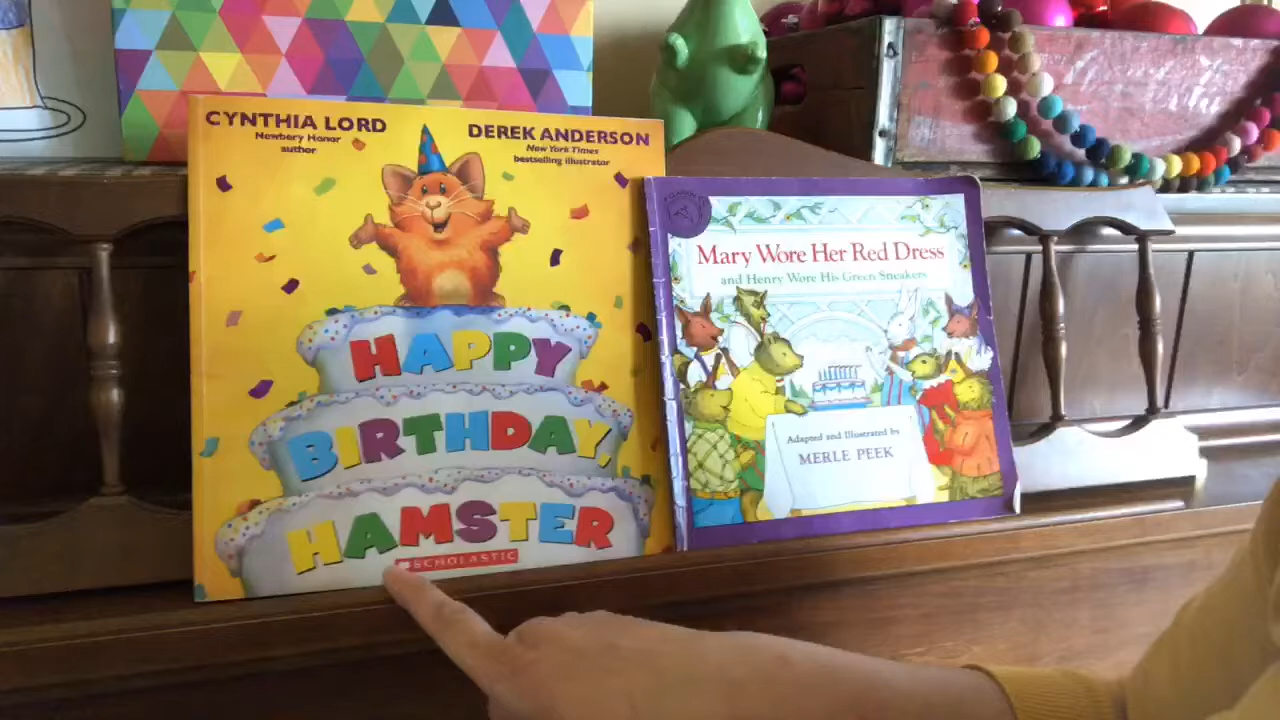 CYNTHIA LORD
Newbery Honor
author
DEREK ANDERSON
New York Times
bestselling illustrator
HAPPY
BIRTHDAY,
HAMSTER
SCHOLASTIC
Mary Wore Her Red Dress
and Henry Wore His Green Sneakers
Adapted and Illustrated by
MERLE PEEK